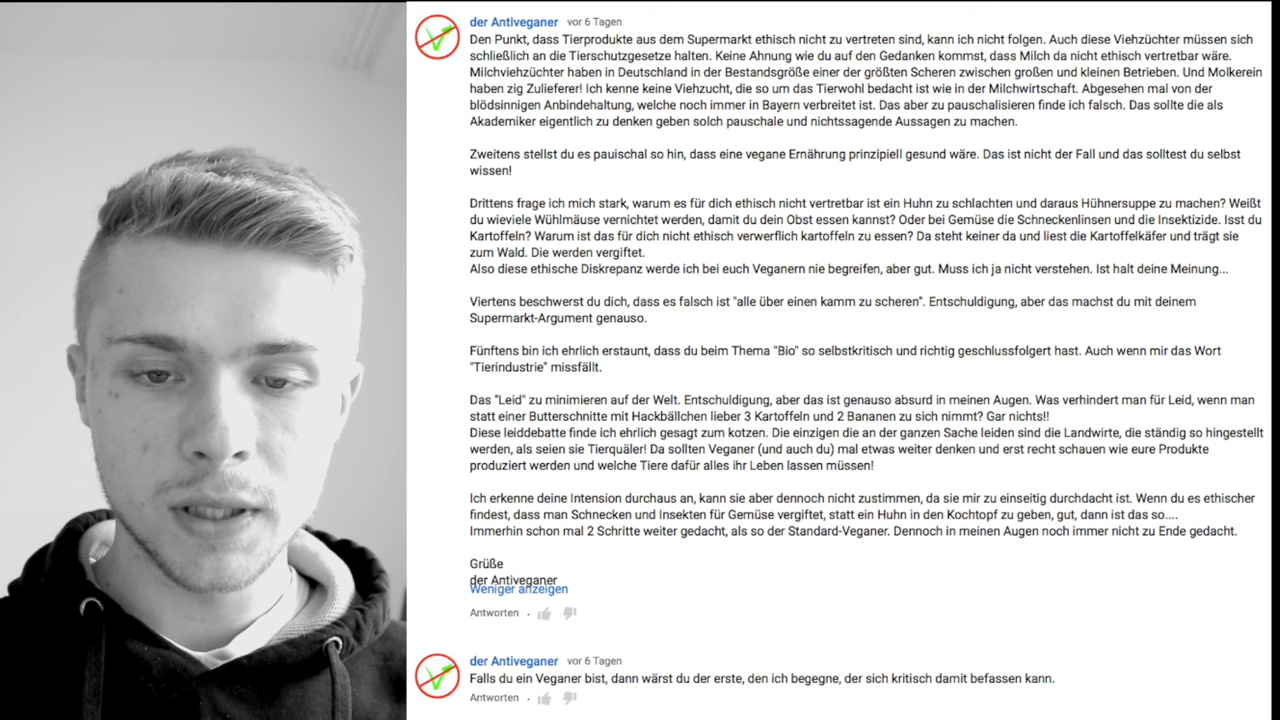 der Antiveganer vor 6 Tagen
Den Punkt, dass Tierprodukte aus dem Supermarkt ethisch nicht zu vertreten sind, kann ich nicht folgen. Auch diese Viehzüchter müssen sich
schließlich an die Tierschutzgesetze halten. Keine Ahnung wie du auf den Gedanken kommst, dass Milch da nicht ethisch vertretbar wäre.
Milchviehzüchter haben in Deutschland in der Bestandsgröße einer der größten Scheren zwischen großen und kleinen Betrieben. Und Molkerein
haben zig Zulieferer! Ich kenne keine Viehzucht, die so um das Tierwohl bedacht ist wie in der Milchwirtschaft. Abgesehen mal von der
blödsinnigen Anbindehaltung, welche noch immer in Bayern verbreitet ist. Das aber zu pauschalisieren finde ich falsch. Das sollte die als
Akademiker eigentlich zu denken geben solch pauschale und nichtssagende Aussagen zu machen.
Zweitens stellst du es pauischal so hin, dass eine vegane Ernährung prinzipiell gesund wäre. Das ist nicht der Fall und das solltest du selbst
wissen!
Drittens frage ich mich stark, warum es für dich ethisch nicht vertretbar ist ein Huhn zu schlachten und daraus Hühnersuppe zu machen? Weißt
du wieviele Wühlmäuse vernichtet werden, damit du dein Obst essen kannst? Oder bei Gemüse die Schneckenlinsen und die Insektizide. Isst du
Kartoffeln? Warum ist das für dich nicht ethisch verwerflich kartoffeln zu essen? Da steht keiner da und liest die Kartoffelkäfer und trägt sie
zum Wald. Die werden vergiftet.
Also diese ethische Diskrepanz werde ich bei euch Veganern nie begreifen, aber gut. Muss ich ja nicht verstehen. Ist halt deine Meinung...
Viertens beschwerst du dich, dass es falsch ist "alle über einen kamm zu scheren". Entschuldigung, aber das machst du mit deinem
Supermarkt-Argument genauso.
Fünftens bin ich ehrlich erstaunt, dass du beim Thema "Bio" so selbstkritisch und richtig geschlussfolgert hast. Auch wenn mir das Wort
"Tierindustrie" missfällt.
Das "Leid" zu minimieren auf der Welt. Entschuldigung, aber das ist genauso absurd in meinen Augen. Was verhindert man für Leid, wenn man
statt einer Butterschnitte mit Hackbällchen lieber 3 Kartoffeln und 2 Bananen zu sich nimmt? Gar nichts!!
Diese leiddebatte finde ich ehrlich gesagt zum kotzen. Die einzigen die an der ganzen Sache leiden sind die Landwirte, die ständig so hingestellt
werden, als seien sie Tierquäler! Da sollten Veganer (und auch du) mal etwas weiter denken und erst recht schauen wie eure Produkte
produziert werden und welche Tiere dafür alles ihr Leben lassen müssen!
Ich erkenne deine Intension durchaus an, kann sie aber dennoch nicht zustimmen, da sie mir zu einseitig durchdacht ist. Wenn du es ethischer
findest, dass man Schnecken und Insekten für Gemüse vergiftet, statt ein Huhn in den Kochtopf zu geben, gut, dann ist das so....
Immerhin schon mal 2 Schritte weiter gedacht, als so der Standard-Veganer. Dennoch in meinen Augen noch immer nicht zu Ende gedacht.
Grüße
der Antiveganer
Weniger anzeigen
Antworten ·
der Antiveganer vor 6 Tagen
Falls du ein Veganer bist, dann wärst du der erste, den ich begegne, der sich kritisch damit befassen kann.
Antworten ·